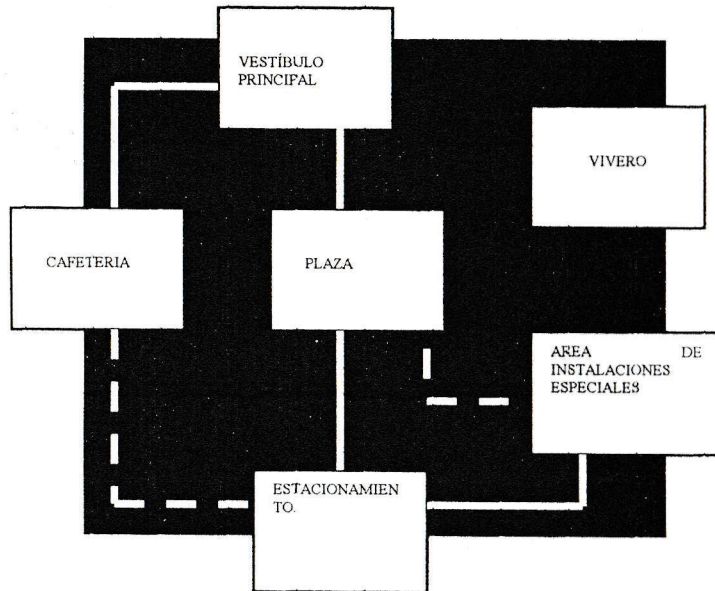 VESTÍBULO
PRINCIPAL
VIVERO
CAFETERIA
PLAZA
AREA DE
INSTALACIONES
ESPECIALES
ESTACIONAMIEN
TO.